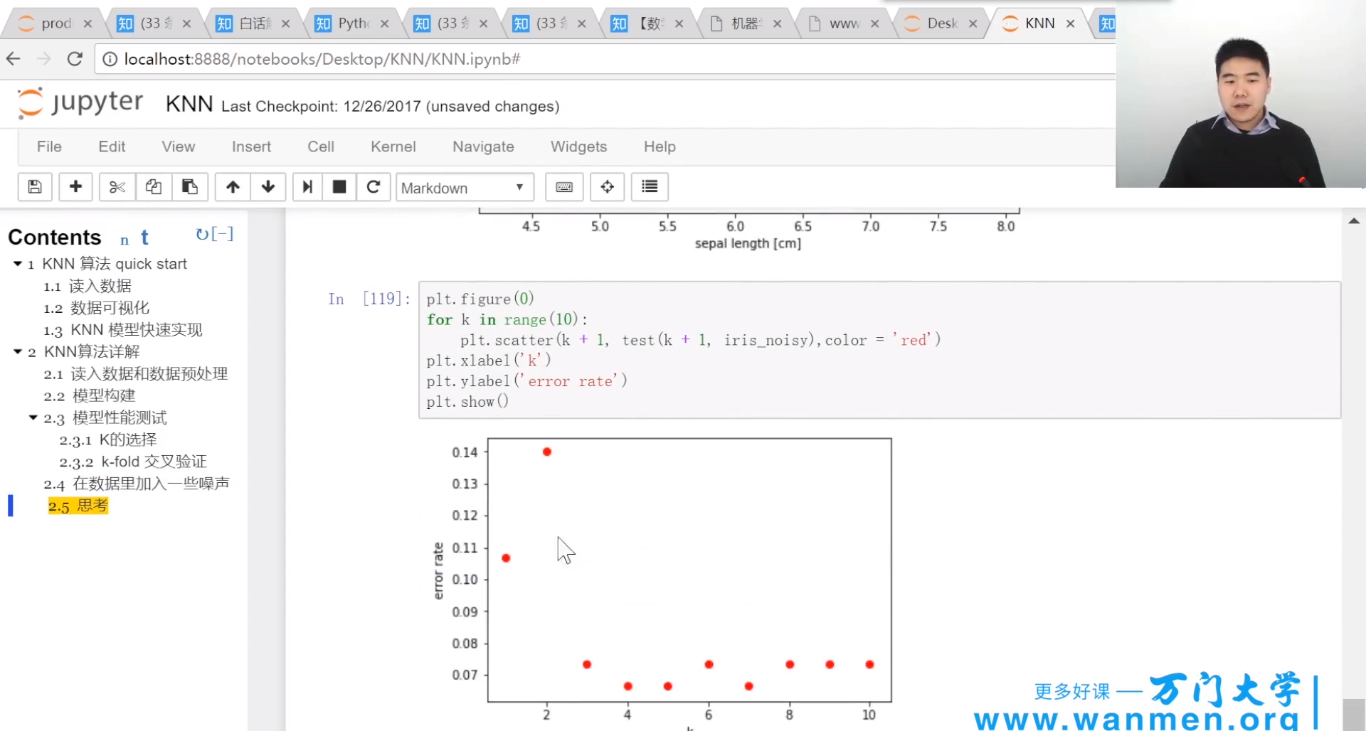 prod × 知 (33 × 知 白话 × 知 Pyth × 知 (33 × 知 (33 × 知 【数 × 机器 × www × Desk × KNN × 知
localhost:8888/notebooks/Desktop/KNN/KNN.ipynb#
jupyter KNN Last Checkpoint: 12/26/2017 (unsaved changes)
File Edit View Insert Cell Kernel Navigate Widgets Help
Markdown
Contents n t ↻[−]
1 KNN 算法 quick start
1.1 读入数据
1.2 数据可视化
1.3 KNN 模型快速实现
2 KNN算法详解
2.1 读入数据和数据预处理
2.2 模型构建
2.3 模型性能测试
2.3.1 K的选择
2.3.2 k-fold 交叉验证
2.4 在数据里加入一些噪声
2.5 思考
4.5 5.0 5.5 6.0 6.5 7.0 7.5 8.0
sepal length [cm]
In [119]:
plt.figure(0)
for k in range(10):
    plt.scatter(k + 1, test(k + 1, iris_noisy),color = 'red')
plt.xlabel('k')
plt.ylabel('error rate')
plt.show()
0.14
0.13
0.12
0.11
0.10
0.09
0.08
0.07
error rate
2 4 6 8 10
更多好课 — 万门大学
www.wanmen.org